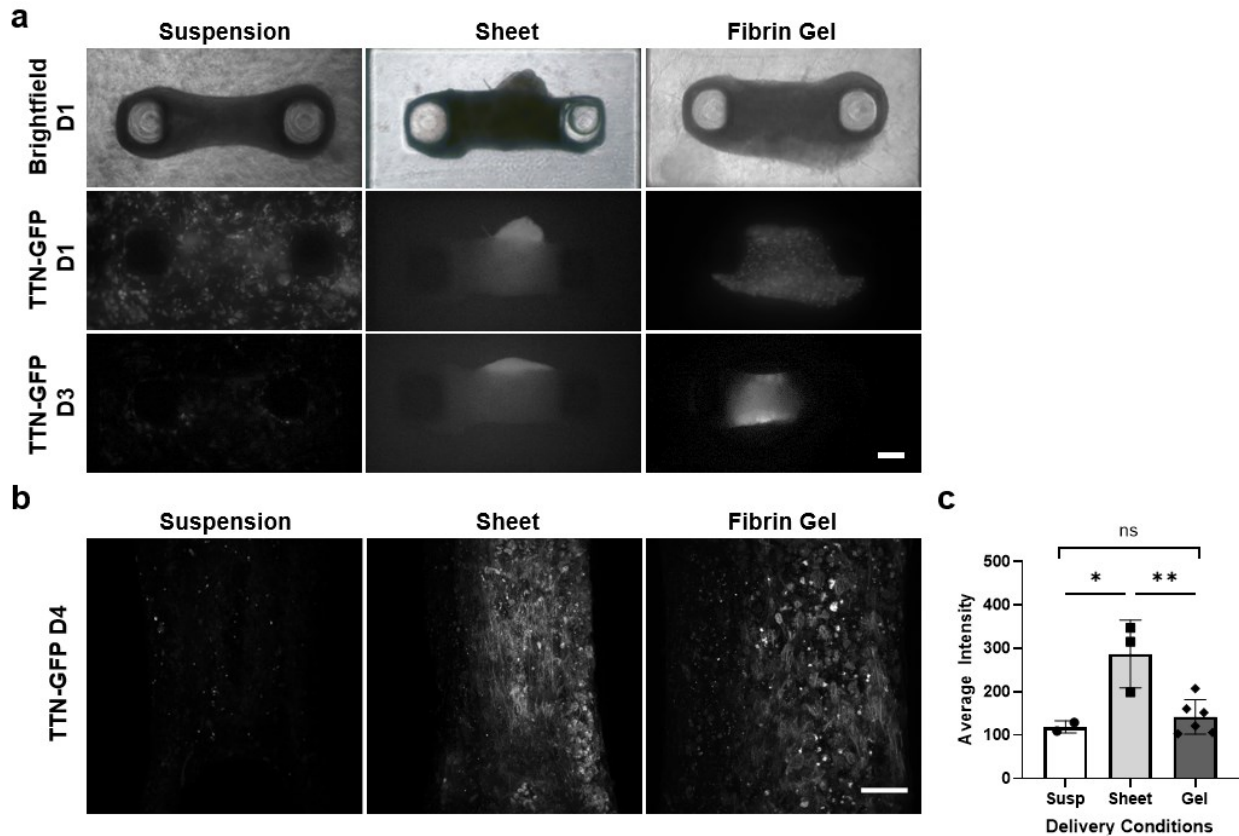 a
Suspension Sheet Fibrin Gel
Brightfield
D1
TTN-GFP
D1
TTN-GFP
D3
b
Suspension Sheet Fibrin Gel
TTN-GFP D4
c
ns
* **
500
400
300
200
100
0
Average Intensity
Susp Sheet Gel
Delivery Conditions